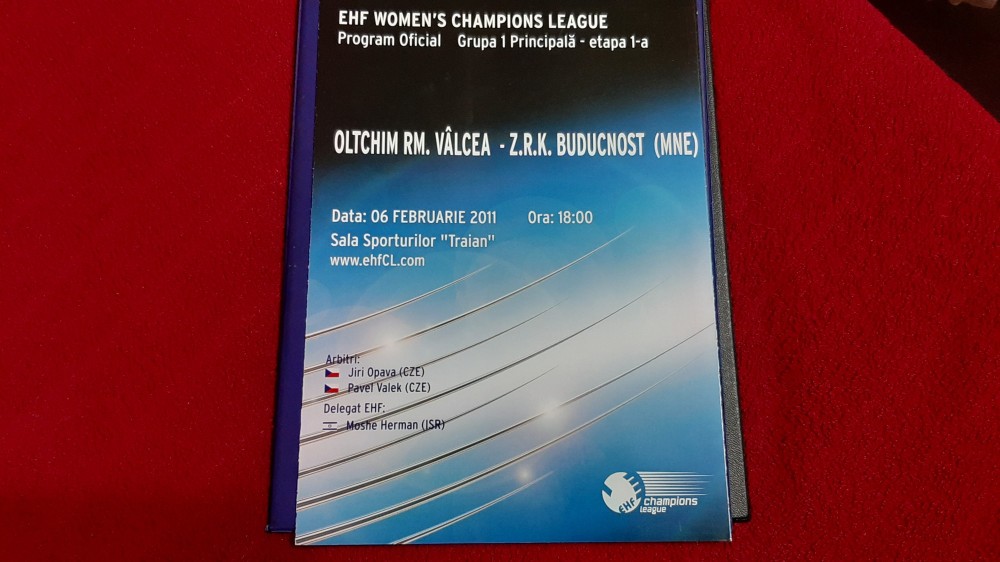 EHF WOMEN'S CHAMPIONS LEAGUE
Program Oficial Grupa 1 Principală - etapa 1-a
OLTCHIM RM. VÂLCEA - Z.R.K. BUDUCNOST (MNE)
Data: 06 FEBRUARIE 2011 Ora: 18:00
Sala Sporturilor "Traian"
www.ehfCL.com
Arbitri:
Jiri Opava (CZE)
Pavel Valek (CZE)
Delegat EHF:
Moshe Herman (ISR)
EHF champions
league